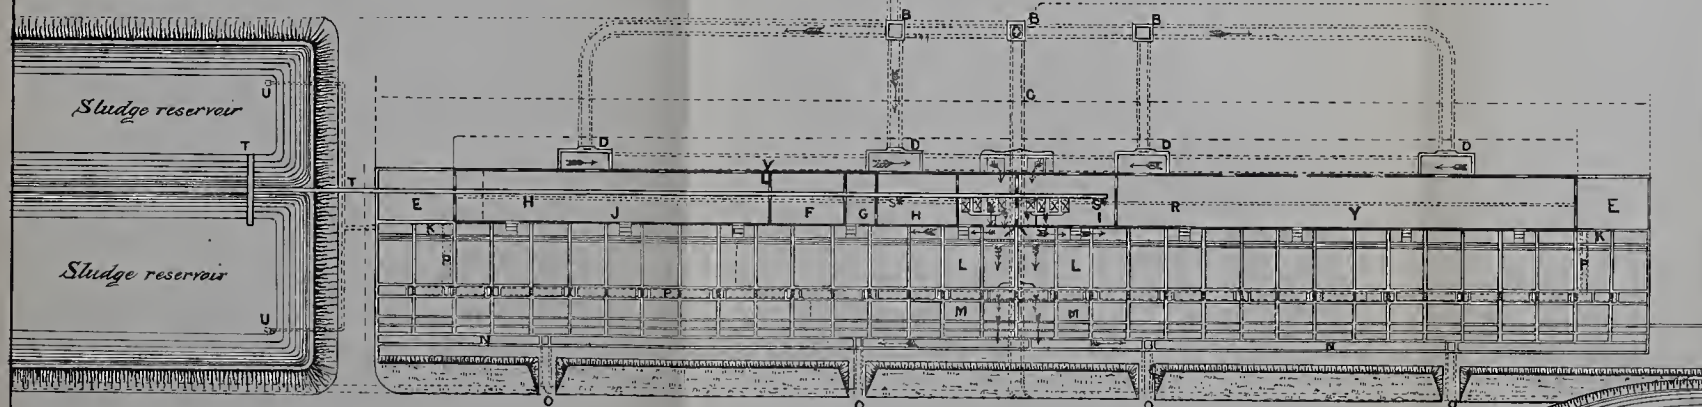 B B B
Sludge reservoir
U
C
T
D D D D
V
T
E H J F G S H S I R Y E
K K
P P
L L
Sludge reservoir
P
U
M M
N N
O O O O